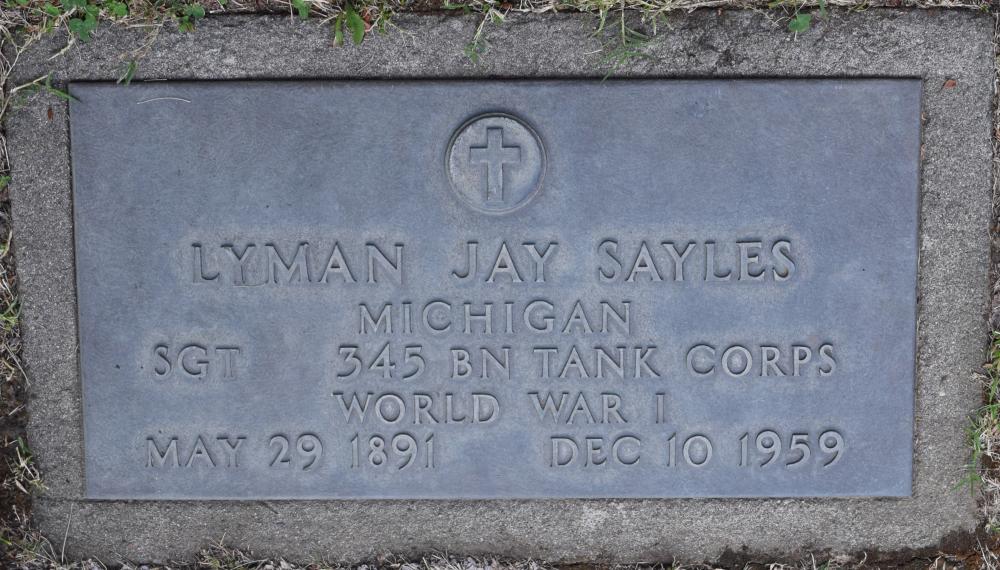 LYMAN JAY SAYLES
MICHIGAN
SGT 345 BN TANK CORPS
WORLD WAR I
MAY 29 1891 DEC 10 1959